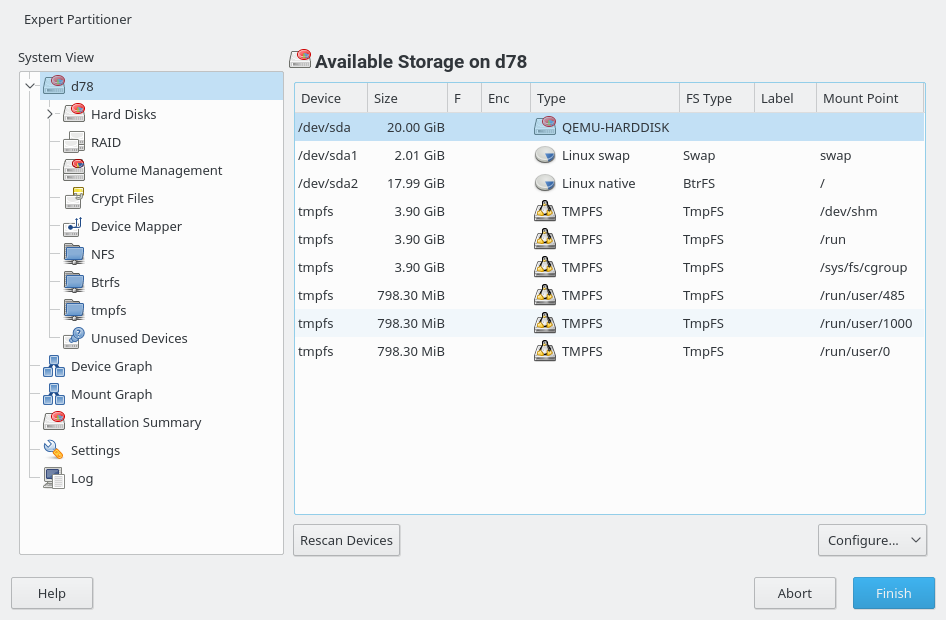 Expert Partitioner
System View
d78
Hard Disks
RAID
Volume Management
Crypt Files
Device Mapper
NFS
Btrfs
tmpfs
Unused Devices
Device Graph
Mount Graph
Installation Summary
Settings
Log
Available Storage on d78
Device Size F Enc Type FS Type Label Mount Point
/dev/sda 20.00 GiB QEMU-HARDDISK
/dev/sda1 2.01 GiB Linux swap Swap swap
/dev/sda2 17.99 GiB Linux native BtrFS /
tmpfs 3.90 GiB TMPFS TmpFS /dev/shm
tmpfs 3.90 GiB TMPFS TmpFS /run
tmpfs 3.90 GiB TMPFS TmpFS /sys/fs/cgroup
tmpfs 798.30 MiB TMPFS TmpFS /run/user/485
tmpfs 798.30 MiB TMPFS TmpFS /run/user/1000
tmpfs 798.30 MiB TMPFS TmpFS /run/user/0
Rescan Devices Configure...
Help Abort Finish